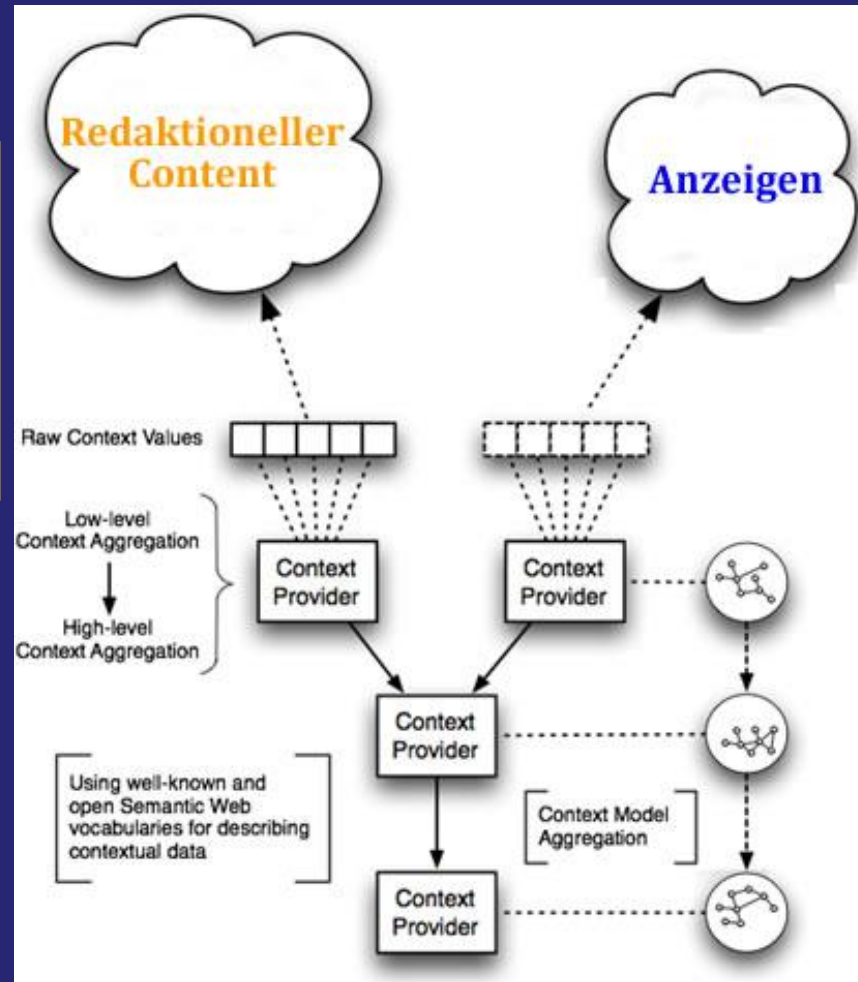 Redaktioneller
Content
Anzeigen
Raw Context Values
Low-level
Context Aggregation
High-level
Context Aggregation
Context
Provider
Context
Provider
Context
Provider
Using well-known and
open Semantic Web
vocabularies for describing
contextual data
Context Model
Aggregation
Context
Provider